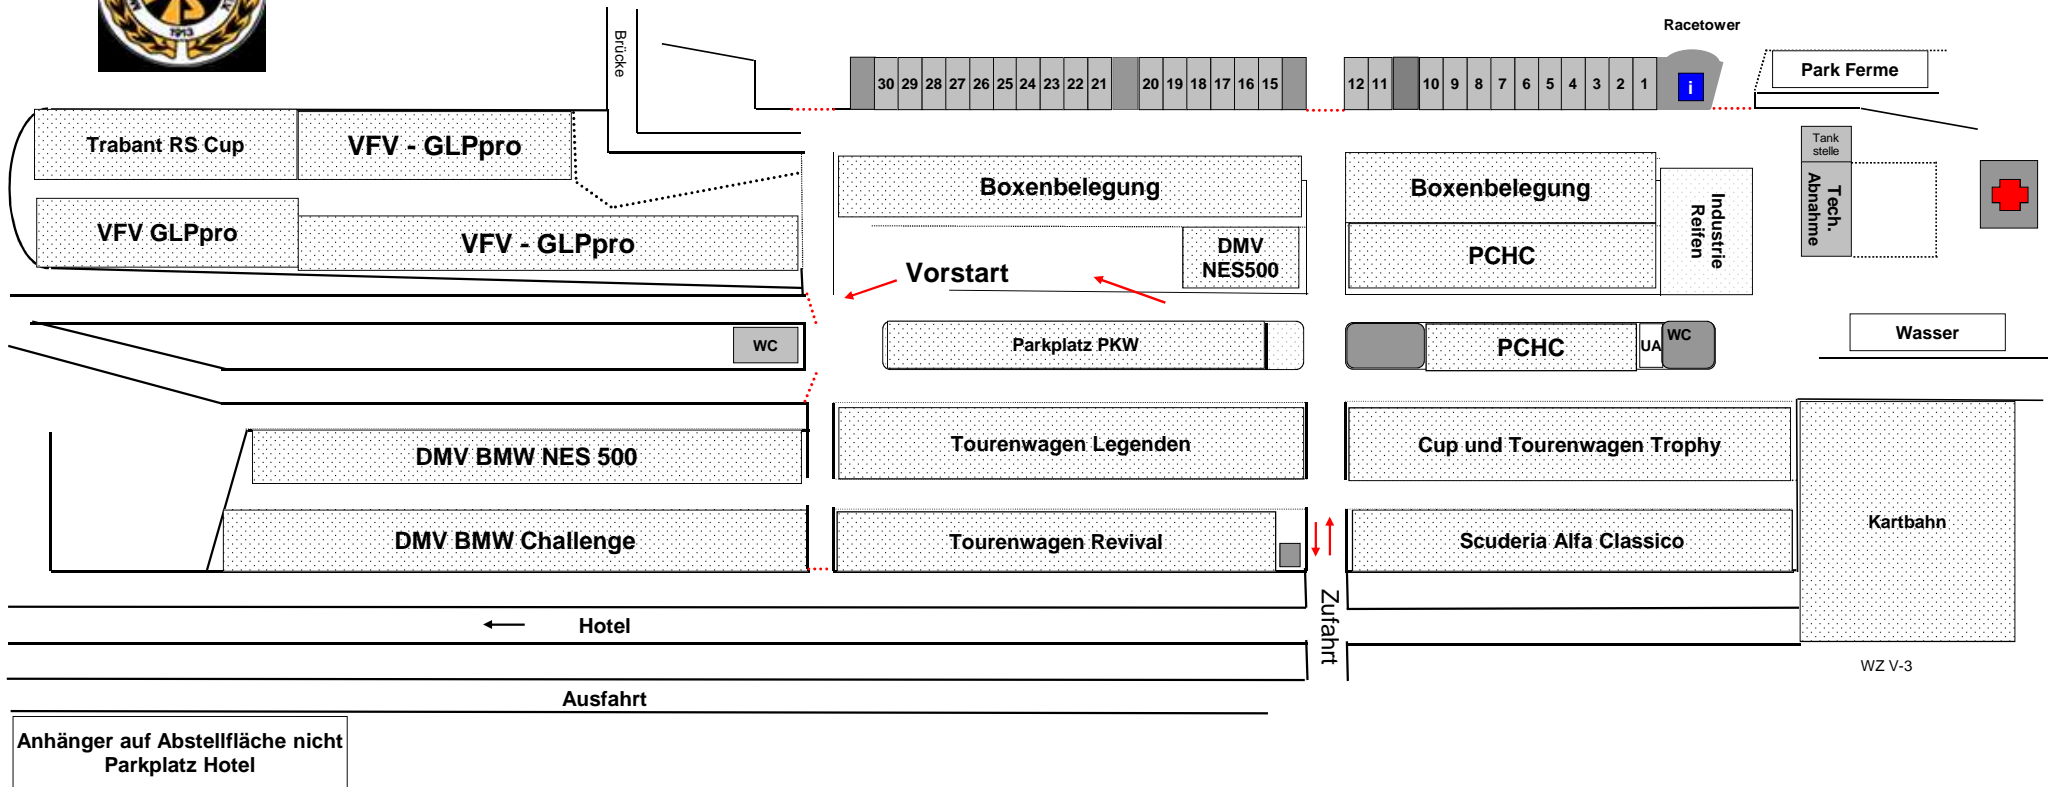 1913
Brücke
Racetower
30 29 28 27 26 25 24 23 22 21 20 19 18 17 16 15 12 11 10 9 8 7 6 5 4 3 2 1 i
Park Ferme
Trabant RS Cup
VFV - GLPpro
Boxenbelegung
Boxenbelegung
Industrie
Reifen
Tank
stelle
Tech.
Abnahme
VFV GLPpro
VFV - GLPpro
DMV
NES500
PCHC
Vorstart
WC
Parkplatz PKW
PCHC
UA
WC
Wasser
DMV BMW NES 500
Tourenwagen Legenden
Cup und Tourenwagen Trophy
Kartbahn
DMV BMW Challenge
Tourenwagen Revival
Scuderia Alfa Classico
Zufahrt
Hotel
WZ V-3
Ausfahrt
Anhänger auf Abstellfläche nicht
Parkplatz Hotel